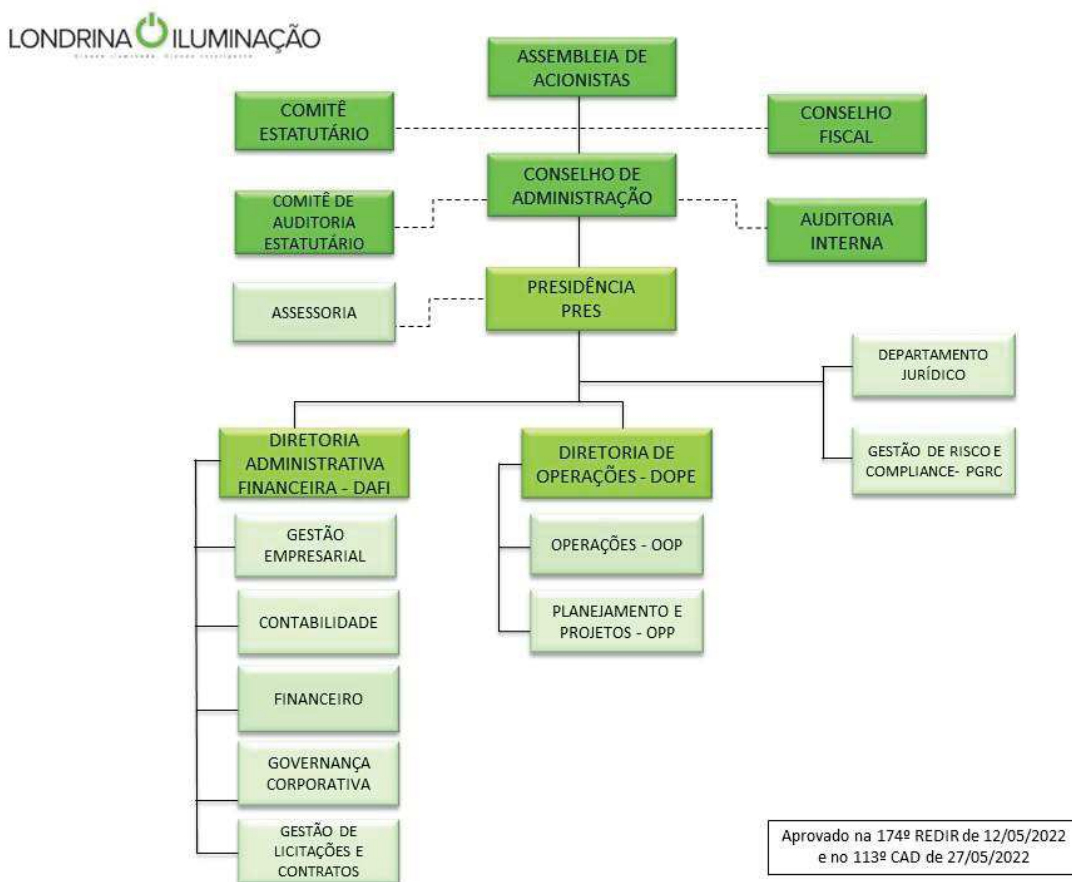 LONDRINA ILUMINAÇÃO
ASSEMBLEIA DE
ACIONISTAS
COMITÊ
ESTATUTÁRIO
CONSELHO
FISCAL
CONSELHO DE
ADMINISTRAÇÃO
COMITÊ DE
AUDITORIA
ESTATUTÁRIO
AUDITORIA
INTERNA
PRESIDÊNCIA
PRES
ASSESSORIA
DEPARTAMENTO
JURÍDICO
GESTÃO DE RISCO E
COMPLIANCE- PGRC
DIRETORIA
ADMINISTRATIVA
FINANCEIRA - DAFI
DIRETORIA DE
OPERAÇÕES - DOPE
GESTÃO
EMPRESARIAL
OPERAÇÕES - OOP
CONTABILIDADE
PLANEJAMENTO E
PROJETOS - OPP
FINANCEIRO
GOVERNANÇA
CORPORATIVA
GESTÃO DE
LICITAÇÕES E
CONTRATOS
Aprovado na 174º REDIR de 12/05/2022
e no 113º CAD de 27/05/2022